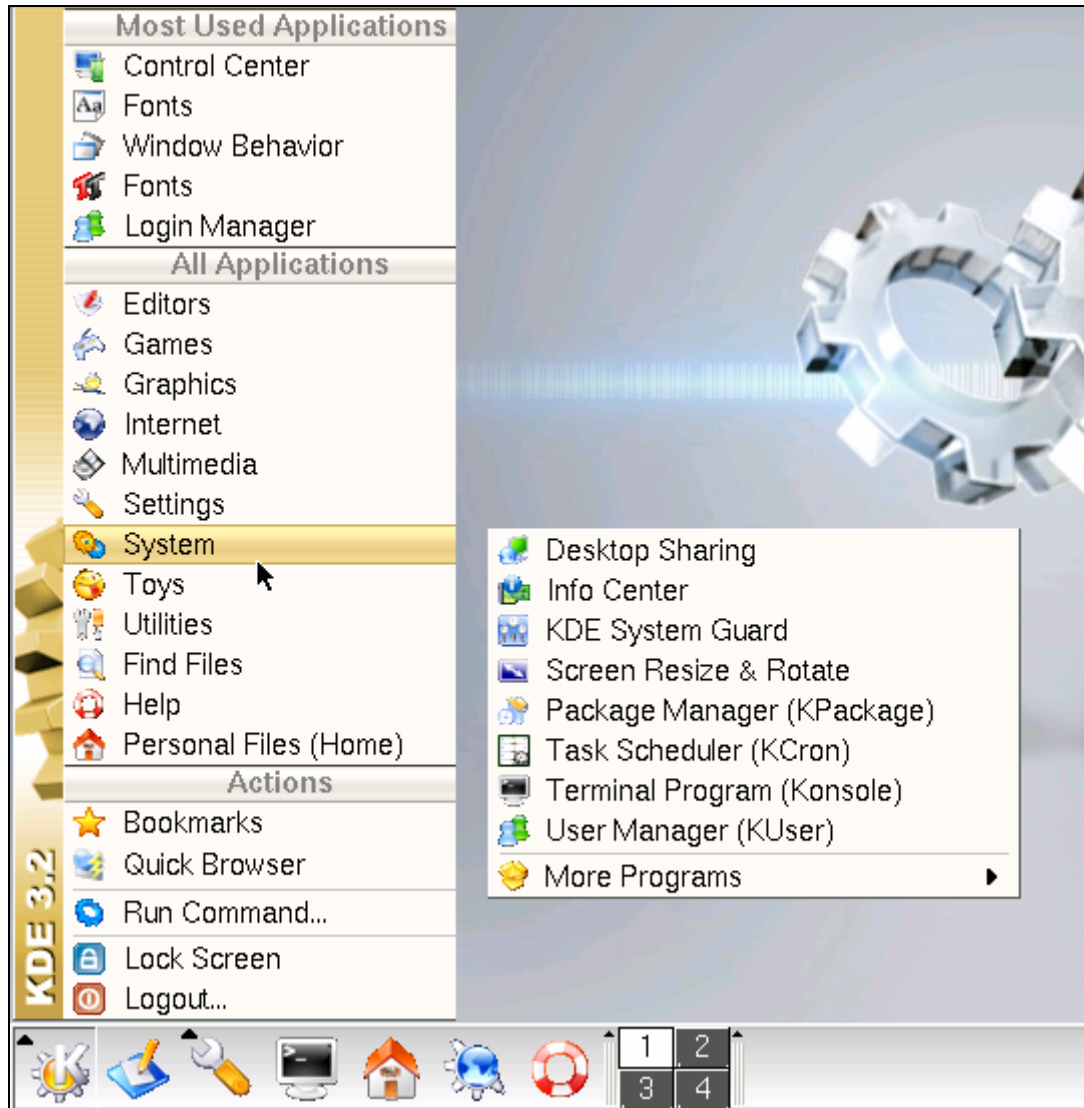 Most Used Applications
Control Center
Aa Fonts
Window Behavior
Fonts
Login Manager
All Applications
Editors
Games
Graphics
Internet
Multimedia
Settings
System
Toys
Utilities
Find Files
Help
Personal Files (Home)
Actions
Bookmarks
Quick Browser
Run Command...
Lock Screen
Logout...
KDE 3.2
Desktop Sharing
Info Center
KDE System Guard
Screen Resize & Rotate
Package Manager (KPackage)
Task Scheduler (KCron)
Terminal Program (Konsole)
User Manager (KUser)
More Programs
1 2
3 4